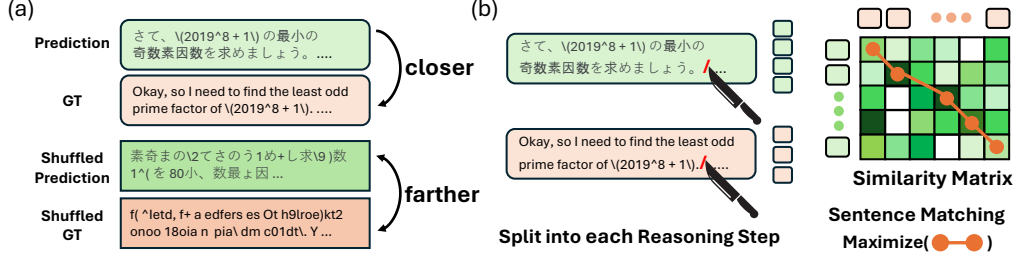 (a)
Prediction
さて、\(2019^8 + 1\) の最小の
奇数素因数を求めましょう。....
GT
Okay, so I need to find the least odd
prime factor of \(2019^8 + 1\). ....
closer
Shuffled
Prediction
素奇まの\2てさのう1め+し求\9 )数
1^( を 80小、数最ょ因 ...
Shuffled
GT
f( ^letd, f+ a edfers es Ot h9lroe)kt2
onoo 18oia n pia\ dm c01dt\. Y ...
farther
(b)
さて、\(2019^8 + 1\) の最小の
奇数素因数を求めましょう。/ ...
Okay, so I need to find the least odd
prime factor of \(2019^8 + 1\)./ ....
Split into each Reasoning Step
Similarity Matrix
Sentence Matching
Maximize( )